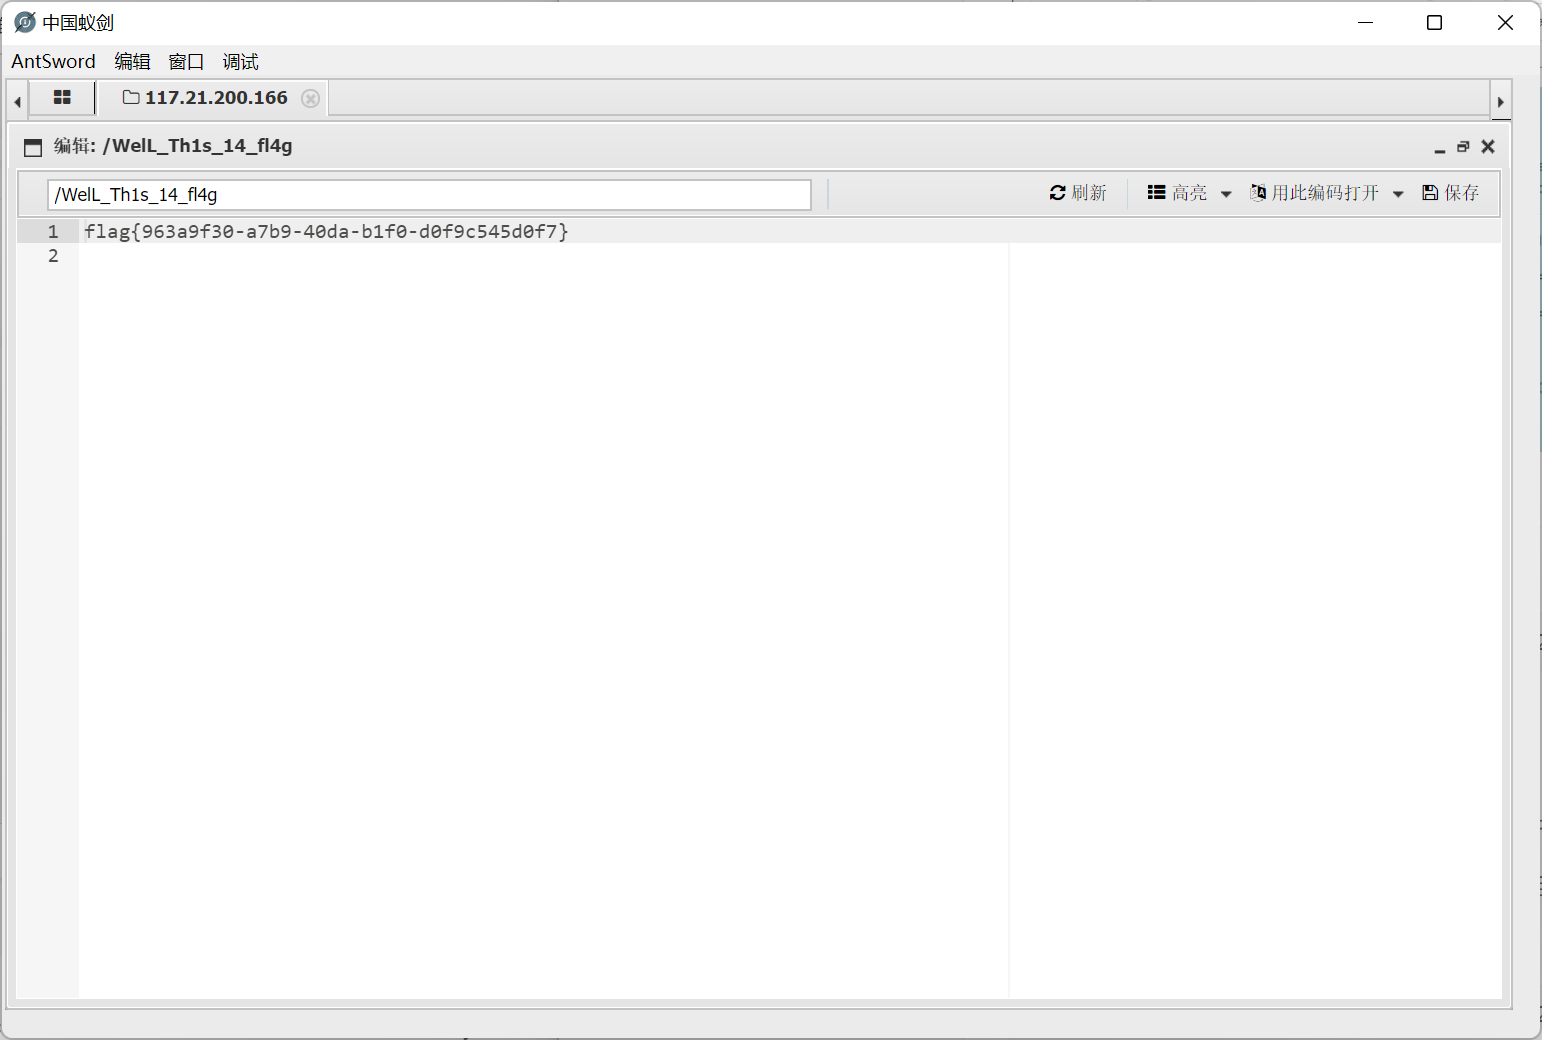 中国蚁剑
AntSword 编辑 窗口 调试
117.21.200.166
编辑: /WelL_Th1s_14_fl4g
/WelL_Th1s_14_fl4g 刷新 高亮 用此编码打开 保存
1 flag{963a9f30-a7b9-40da-b1f0-d0f9c545d0f7}
2